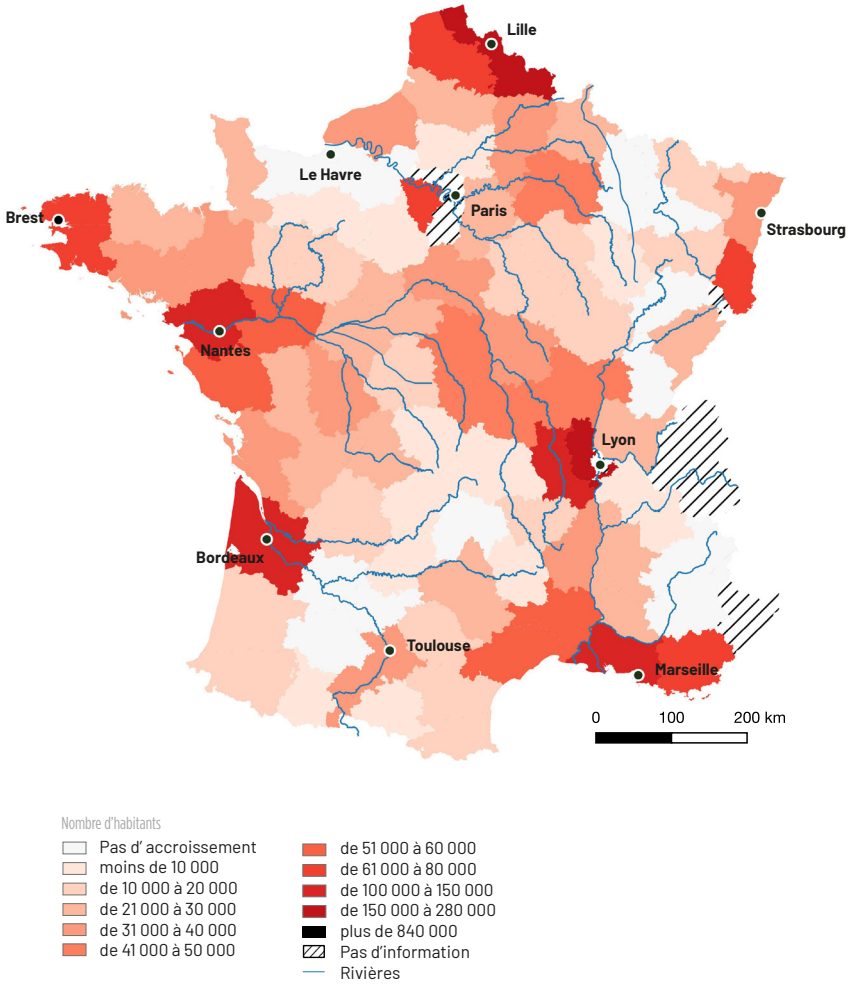 Lille
Le Havre
Paris
Brest
Strasbourg
Nantes
Lyon
Bordeaux
Toulouse
Marseille
0 100 200 km
Nombre d'habitants
Pas d' accroissement
moins de 10 000
de 10 000 à 20 000
de 21 000 à 30 000
de 31 000 à 40 000
de 41 000 à 50 000
de 51 000 à 60 000
de 61 000 à 80 000
de 100 000 à 150 000
de 150 000 à 280 000
plus de 840 000
Pas d'information
Rivières